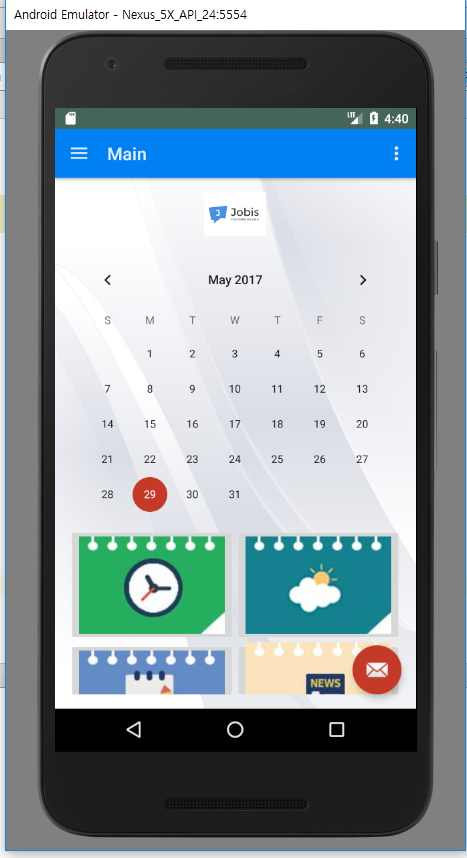 Android Emulator - Nexus_5X_API_24:5554
LTE 4:40
Main
J Jobis
May 2017
S M T W T F S
1 2 3 4 5 6
7 8 9 10 11 12 13
14 15 16 17 18 19 20
21 22 23 24 25 26 27
28 29 30 31
NEWS